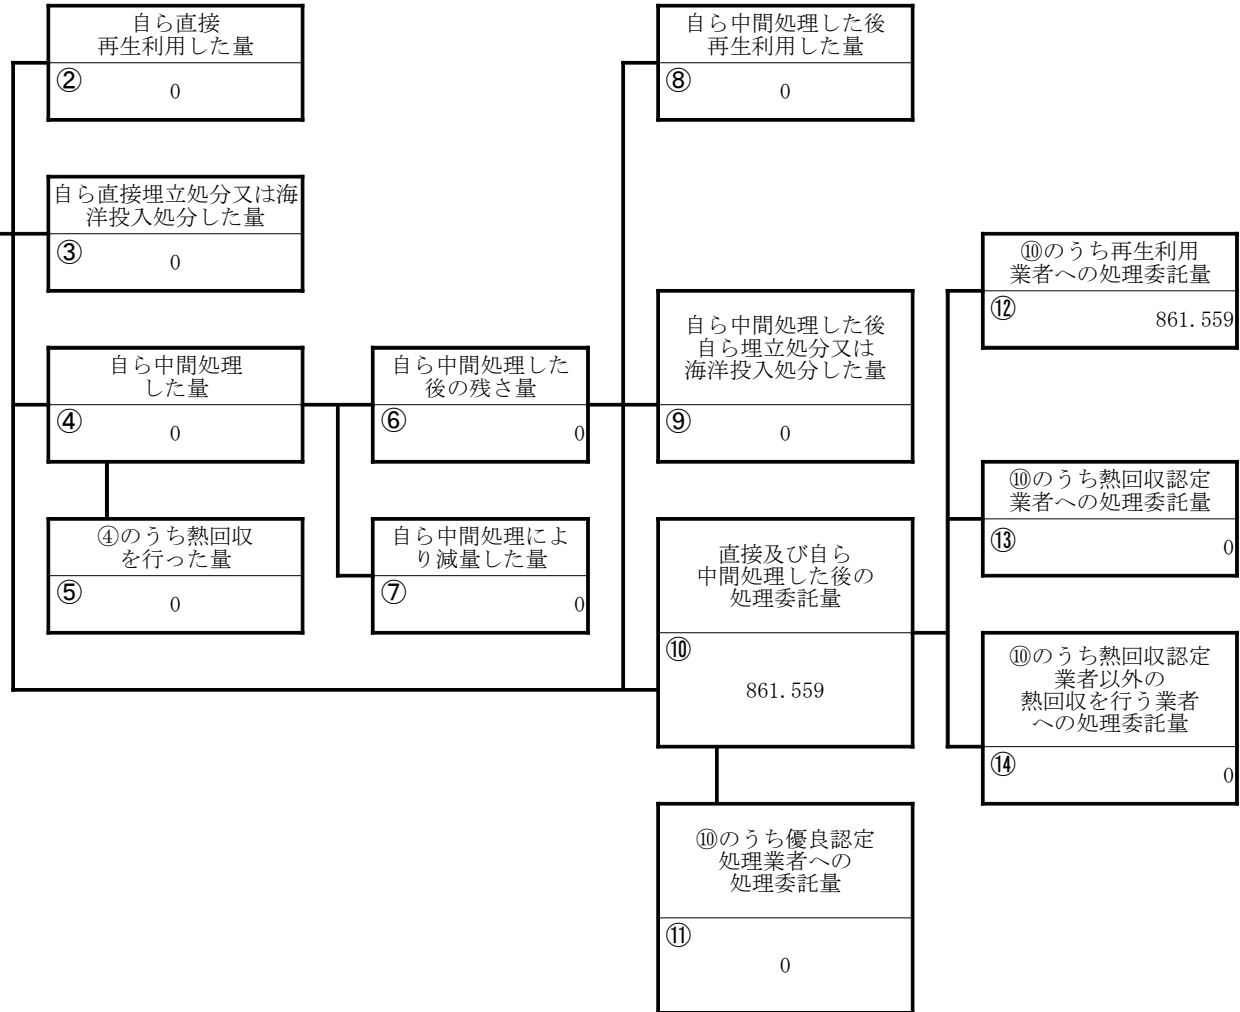 自ら直接
再生利用した量
②
0
自ら中間処理した後
再生利用した量
⑧
0
自ら直接埋立処分又は海
洋投入処分した量
③
0
⑩のうち再生利用
業者への処理委託量
⑫
861.559
自ら中間処理した後
自ら埋立処分又は
海洋投入処分した量
⑨
0
自ら中間処理
した量
④
0
自ら中間処理した
後の残さ量
⑥
0
⑩のうち熱回収認定
業者への処理委託量
⑬
0
④のうち熱回収
を行った量
⑤
0
自ら中間処理によ
り減量した量
⑦
0
直接及び自ら
中間処理した後の
処理委託量
⑩
861.559
⑩のうち熱回収認定
業者以外の
熱回収を行う業者
への処理委託量
⑭
0
⑩のうち優良認定
処理業者への
処理委託量
⑪
0